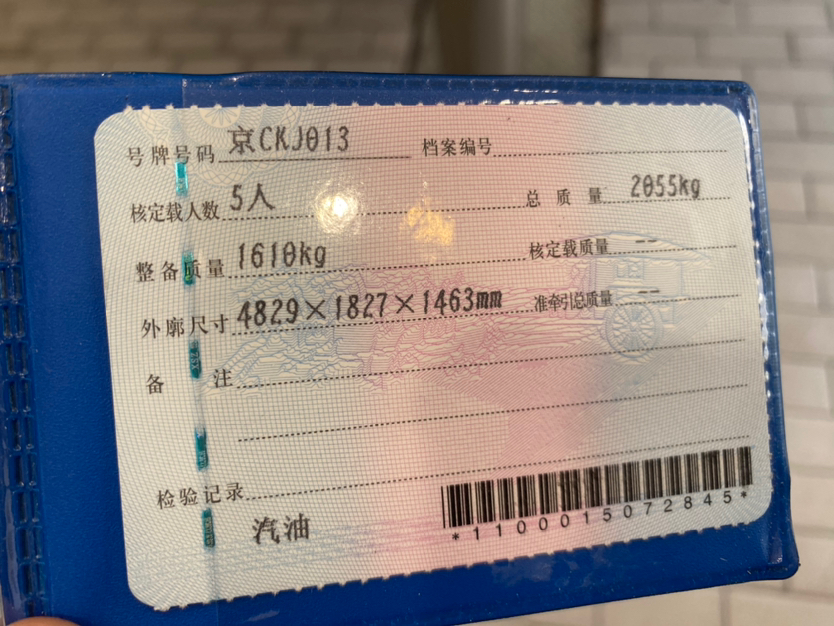 号牌号码 京CKJ013 档案编号
核定载人数 5人 总质量 2055kg
整备质量 1610kg 核定载质量 --
外廓尺寸 4829×1827×1463mm 准牵引总质量 --
备注
检验记录
汽油
*1100015072845*